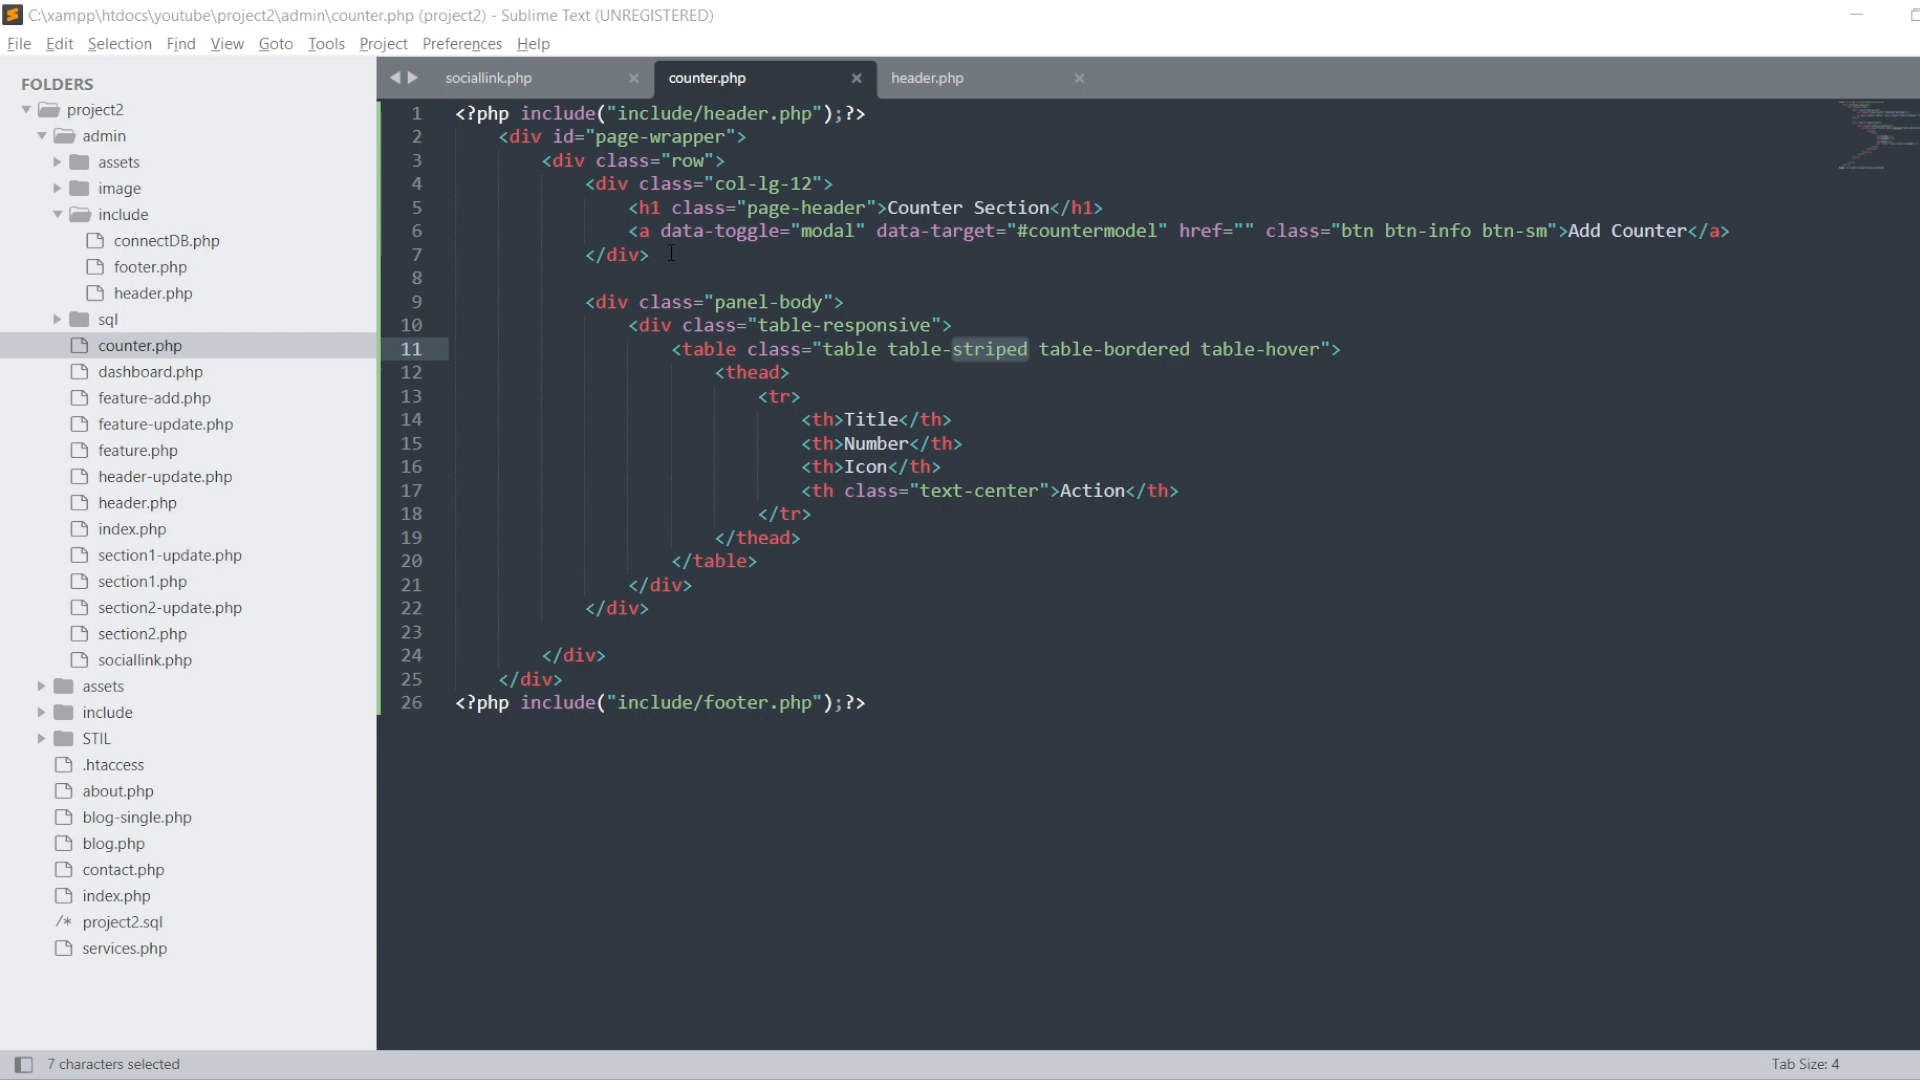 C:\xampp\htdocs\youtube\project2\admin\counter.php (project2) - Sublime Text (UNREGISTERED)
File Edit Selection Find View Goto Tools Project Preferences Help
FOLDERS
project2
admin
assets
image
include
connectDB.php
footer.php
header.php
sql
counter.php
dashboard.php
feature-add.php
feature-update.php
feature.php
header-update.php
header.php
index.php
section1-update.php
section1.php
section2-update.php
section2.php
sociallink.php
assets
include
STIL
.htaccess
about.php
blog-single.php
blog.php
contact.php
index.php
/* project2.sql
services.php
sociallink.php × counter.php × header.php ×
1 <?php include("include/header.php");?>
2 <div id="page-wrapper">
3 <div class="row">
4 <div class="col-lg-12">
5 <h1 class="page-header">Counter Section</h1>
6 <a data-toggle="modal" data-target="#countermodel" href="" class="btn btn-info btn-sm">Add Counter</a>
7 </div>
8
9 <div class="panel-body">
10 <div class="table-responsive">
11 <table class="table table-striped table-bordered table-hover">
12 <thead>
13 <tr>
14 <th>Title</th>
15 <th>Number</th>
16 <th>Icon</th>
17 <th class="text-center">Action</th>
18 </tr>
19 </thead>
20 </table>
21 </div>
22 </div>
23
24 </div>
25 </div>
26 <?php include("include/footer.php");?>
7 characters selected
Tab Size: 4